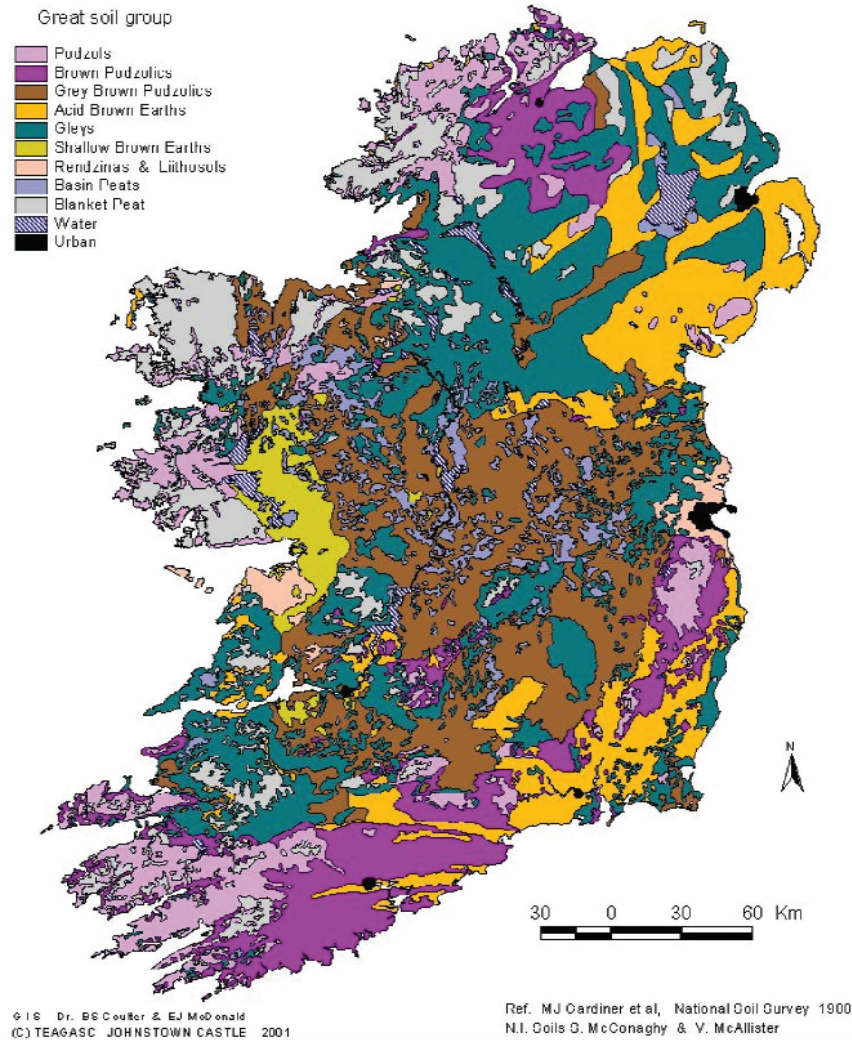 Great soil group
Podzols
Brown Podzolics
Grey Brown Podzolics
Acid Brown Earths
Gleys
Shallow Brown Earths
Rendzinas & Liithosols
Basin Peats
Blanket Peat
Water
Urban
N
30 0 30 60 Km
G I S Dr. BS Coulter & EJ McDonald
(C) TEAGASC JOHNSTOWN CASTLE 2001
Ref. MJ Gardiner et al, National Soil Survey 1900
N.I. Soils S. McConaghy & V. McAllister